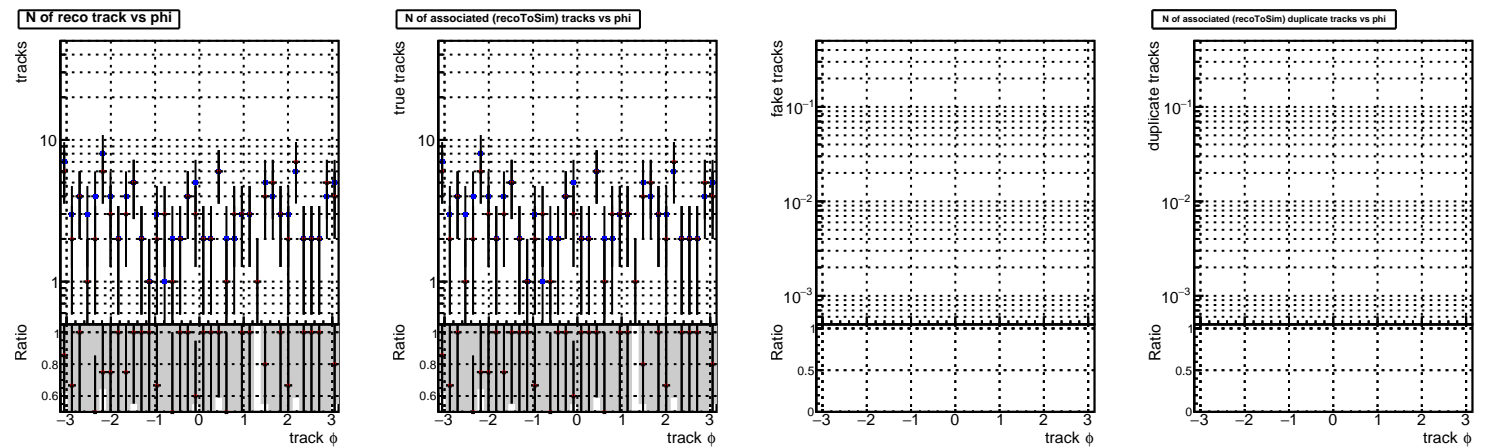 N of reco track vs phi
tracks
10
1
Ratio
1
0.8
0.6
−3 −2 −1 0 1 2 3
track ϕ
N of associated (recoToSim) tracks vs phi
true tracks
10
1
Ratio
1
0.8
0.6
−3 −2 −1 0 1 2 3
track ϕ
fake tracks
10⁻¹
10⁻²
10⁻³
Ratio
1
0.5
0
−3 −2 −1 0 1 2 3
track ϕ
N of associated (recoToSim) duplicate tracks vs phi
duplicate tracks
10⁻¹
10⁻²
10⁻³
Ratio
1
0.5
0
−3 −2 −1 0 1 2 3
track ϕ